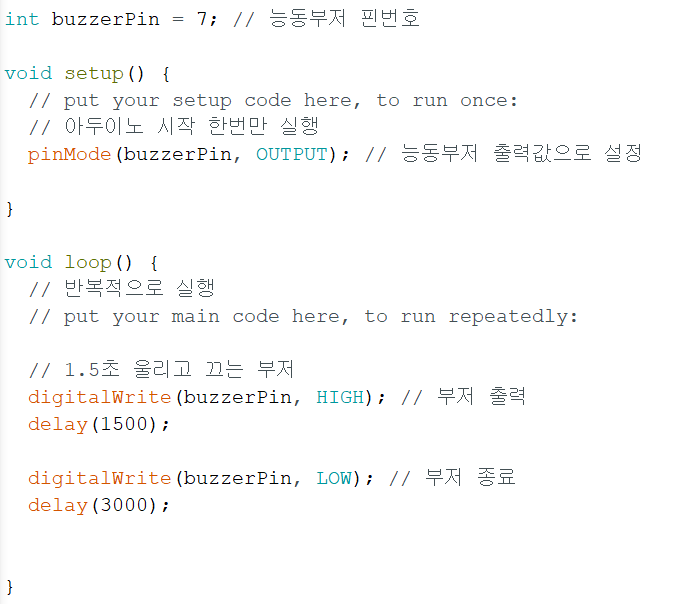 int buzzerPin = 7; // 능동부저 핀번호
void setup() {
// put your setup code here, to run once:
// 아두이노 시작 한번만 실행
pinMode(buzzerPin, OUTPUT); // 능동부저 출력값으로 설정
}
void loop() {
// 반복적으로 실행
// put your main code here, to run repeatedly:
// 1.5초 울리고 끄는 부저
digitalWrite(buzzerPin, HIGH); // 부저 출력
delay(1500);
digitalWrite(buzzerPin, LOW); // 부저 종료
delay(3000);
}